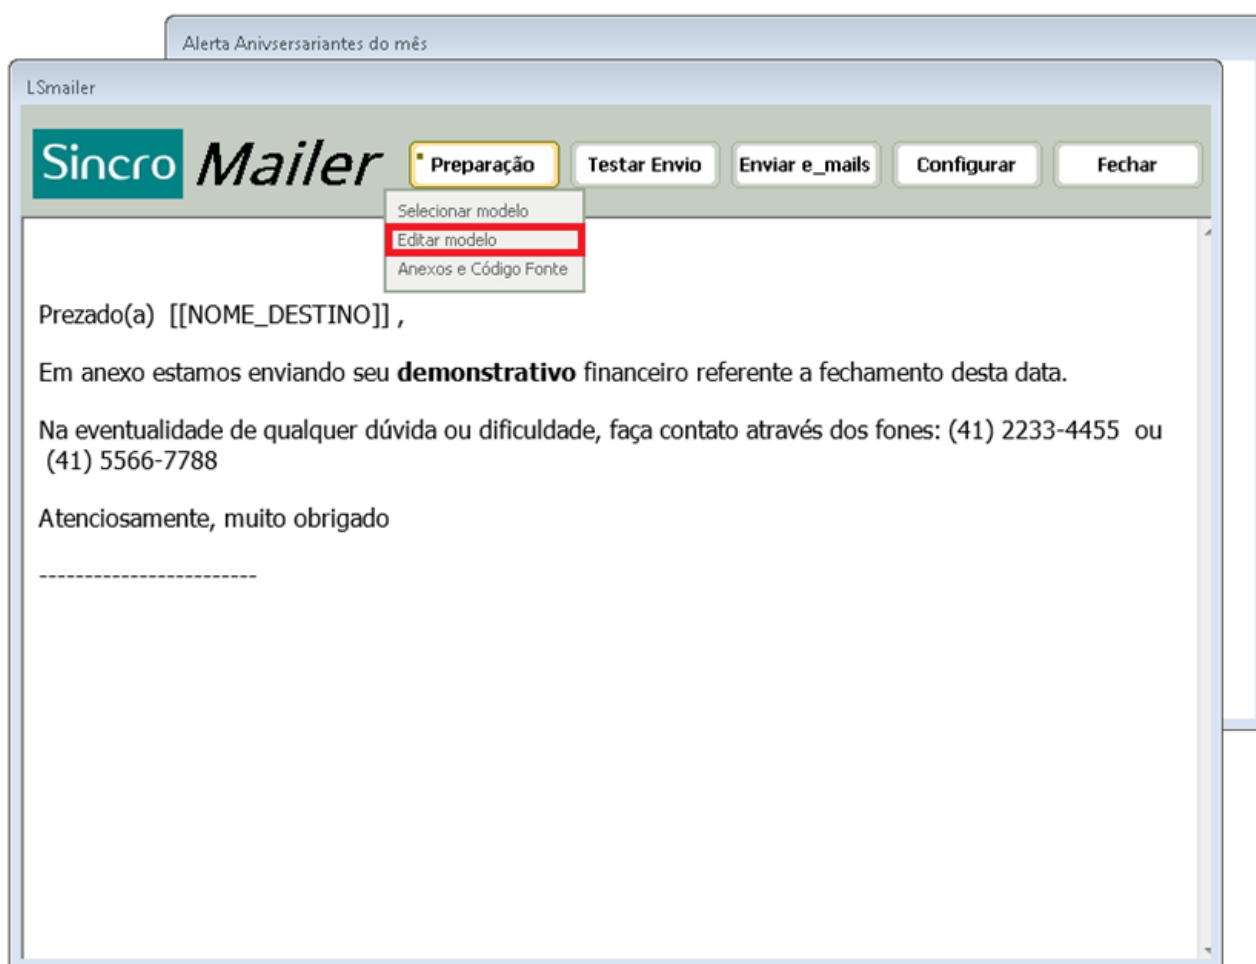 Alerta Anivsersariantes do mês
LSmailer
Sincro Mailer
Preparação Testar Envio Enviar e_mails Configurar Fechar
Selecionar modelo
Editar modelo
Anexos e Código Fonte
Prezado(a) [[NOME_DESTINO]] ,
Em anexo estamos enviando seu demonstrativo financeiro referente a fechamento desta data.
Na eventualidade de qualquer dúvida ou dificuldade, faça contato através dos fones: (41) 2233-4455 ou
(41) 5566-7788
Atenciosamente, muito obrigado
------------------------